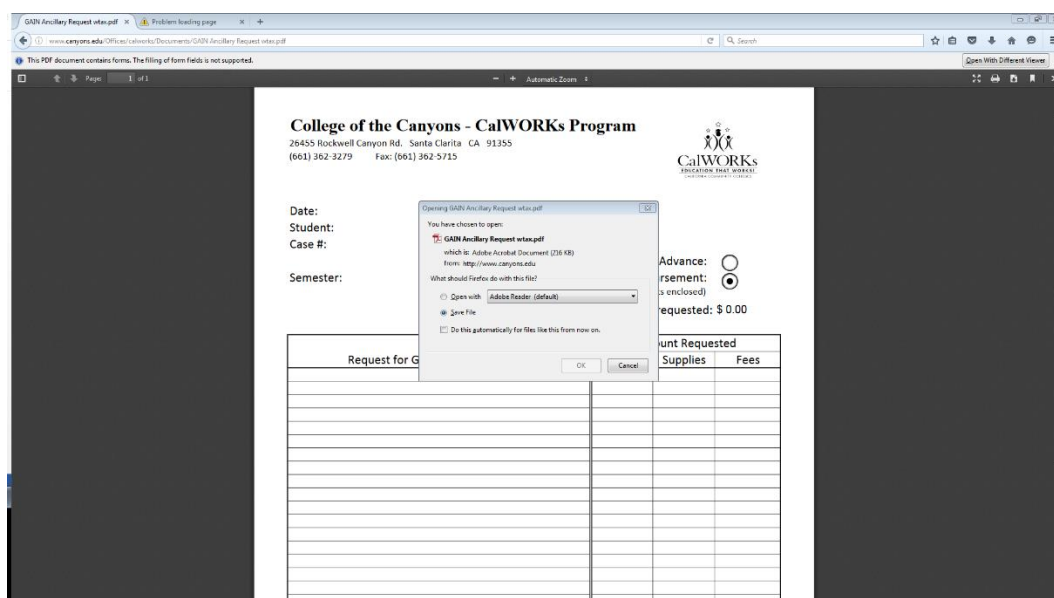 GAIN Ancillary Request wtax.pdf
Problem loading page
www.canyons.edu/Offices/calworks/Documents/GAIN Ancillary Request wtax.pdf
Search
This PDF document contains forms. The filling of form fields is not supported.
Open With Different Viewer
Page: 1 of 1
Automatic Zoom
College of the Canyons - CalWORKs Program
26455 Rockwell Canyon Rd. Santa Clarita CA 91355
(661) 362-3279 Fax: (661) 362-5715
CalWORKs
EDUCATION THAT WORKS!
CALIFORNIA COMMUNITY COLLEGES
Date:
Student:
Case #:
Semester:
Opening GAIN Ancillary Request wtax.pdf
You have chosen to open:
GAIN Ancillary Request wtax.pdf
which is: Adobe Acrobat Document (216 KB)
from: http://www.canyons.edu
What should Firefox do with this file?
Open with Adobe Reader (default)
Save File
Do this automatically for files like this from now on.
OK Cancel
Advance:
rsement:
s enclosed)
equested: $ 0.00
unt Requested
Request for G
Supplies Fees